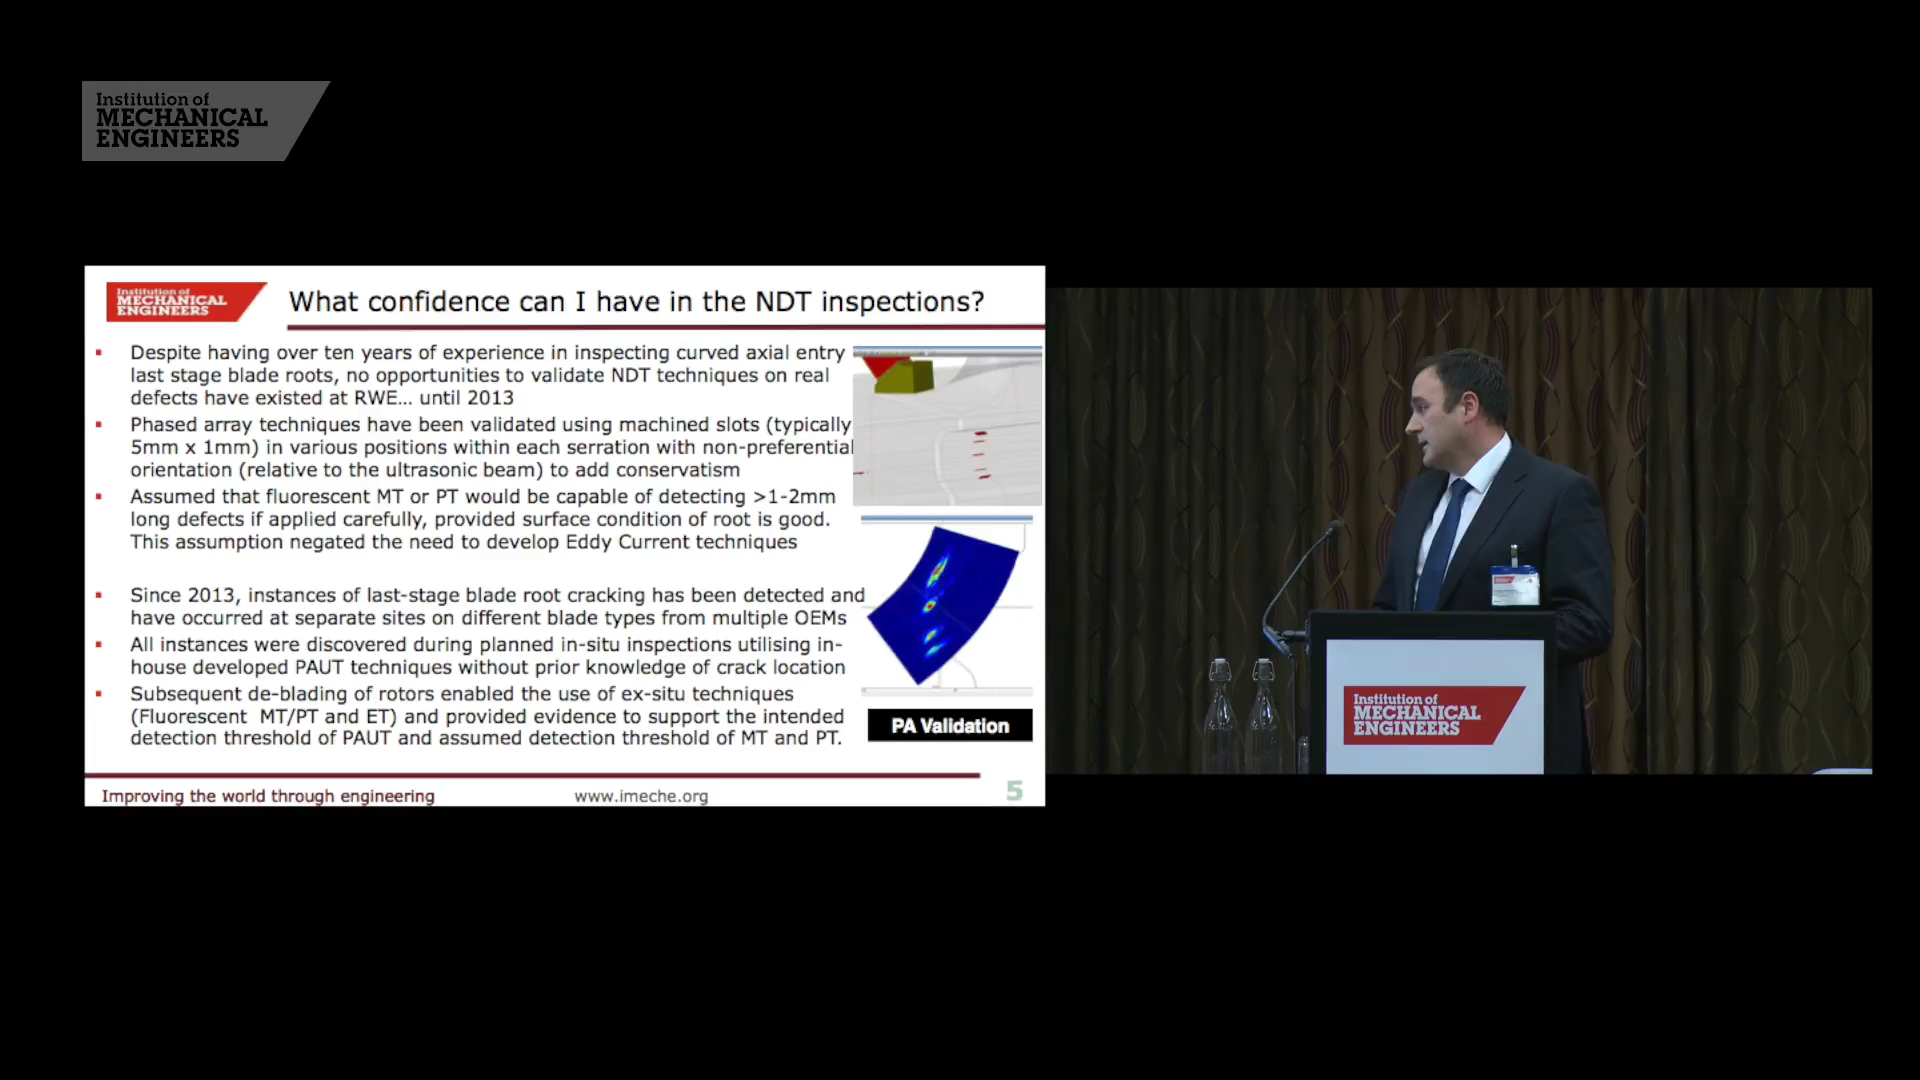 Institution of
MECHANICAL
ENGINEERS
Institution of
MECHANICAL
ENGINEERS
What confidence can I have in the NDT inspections?
Despite having over ten years of experience in inspecting curved axial entry
last stage blade roots, no opportunities to validate NDT techniques on real
defects have existed at RWE... until 2013
Phased array techniques have been validated using machined slots (typically
5mm x 1mm) in various positions within each serration with non-preferential
orientation (relative to the ultrasonic beam) to add conservatism
Assumed that fluorescent MT or PT would be capable of detecting >1-2mm
long defects if applied carefully, provided surface condition of root is good.
This assumption negated the need to develop Eddy Current techniques
Since 2013, instances of last-stage blade root cracking has been detected and
have occurred at separate sites on different blade types from multiple OEMs
All instances were discovered during planned in-situ inspections utilising in-
house developed PAUT techniques without prior knowledge of crack location
Subsequent de-blading of rotors enabled the use of ex-situ techniques
(Fluorescent MT/PT and ET) and provided evidence to support the intended
detection threshold of PAUT and assumed detection threshold of MT and PT.
PA Validation
Improving the world through engineering
www.imeche.org
5
Institution of
MECHANICAL
ENGINEERS